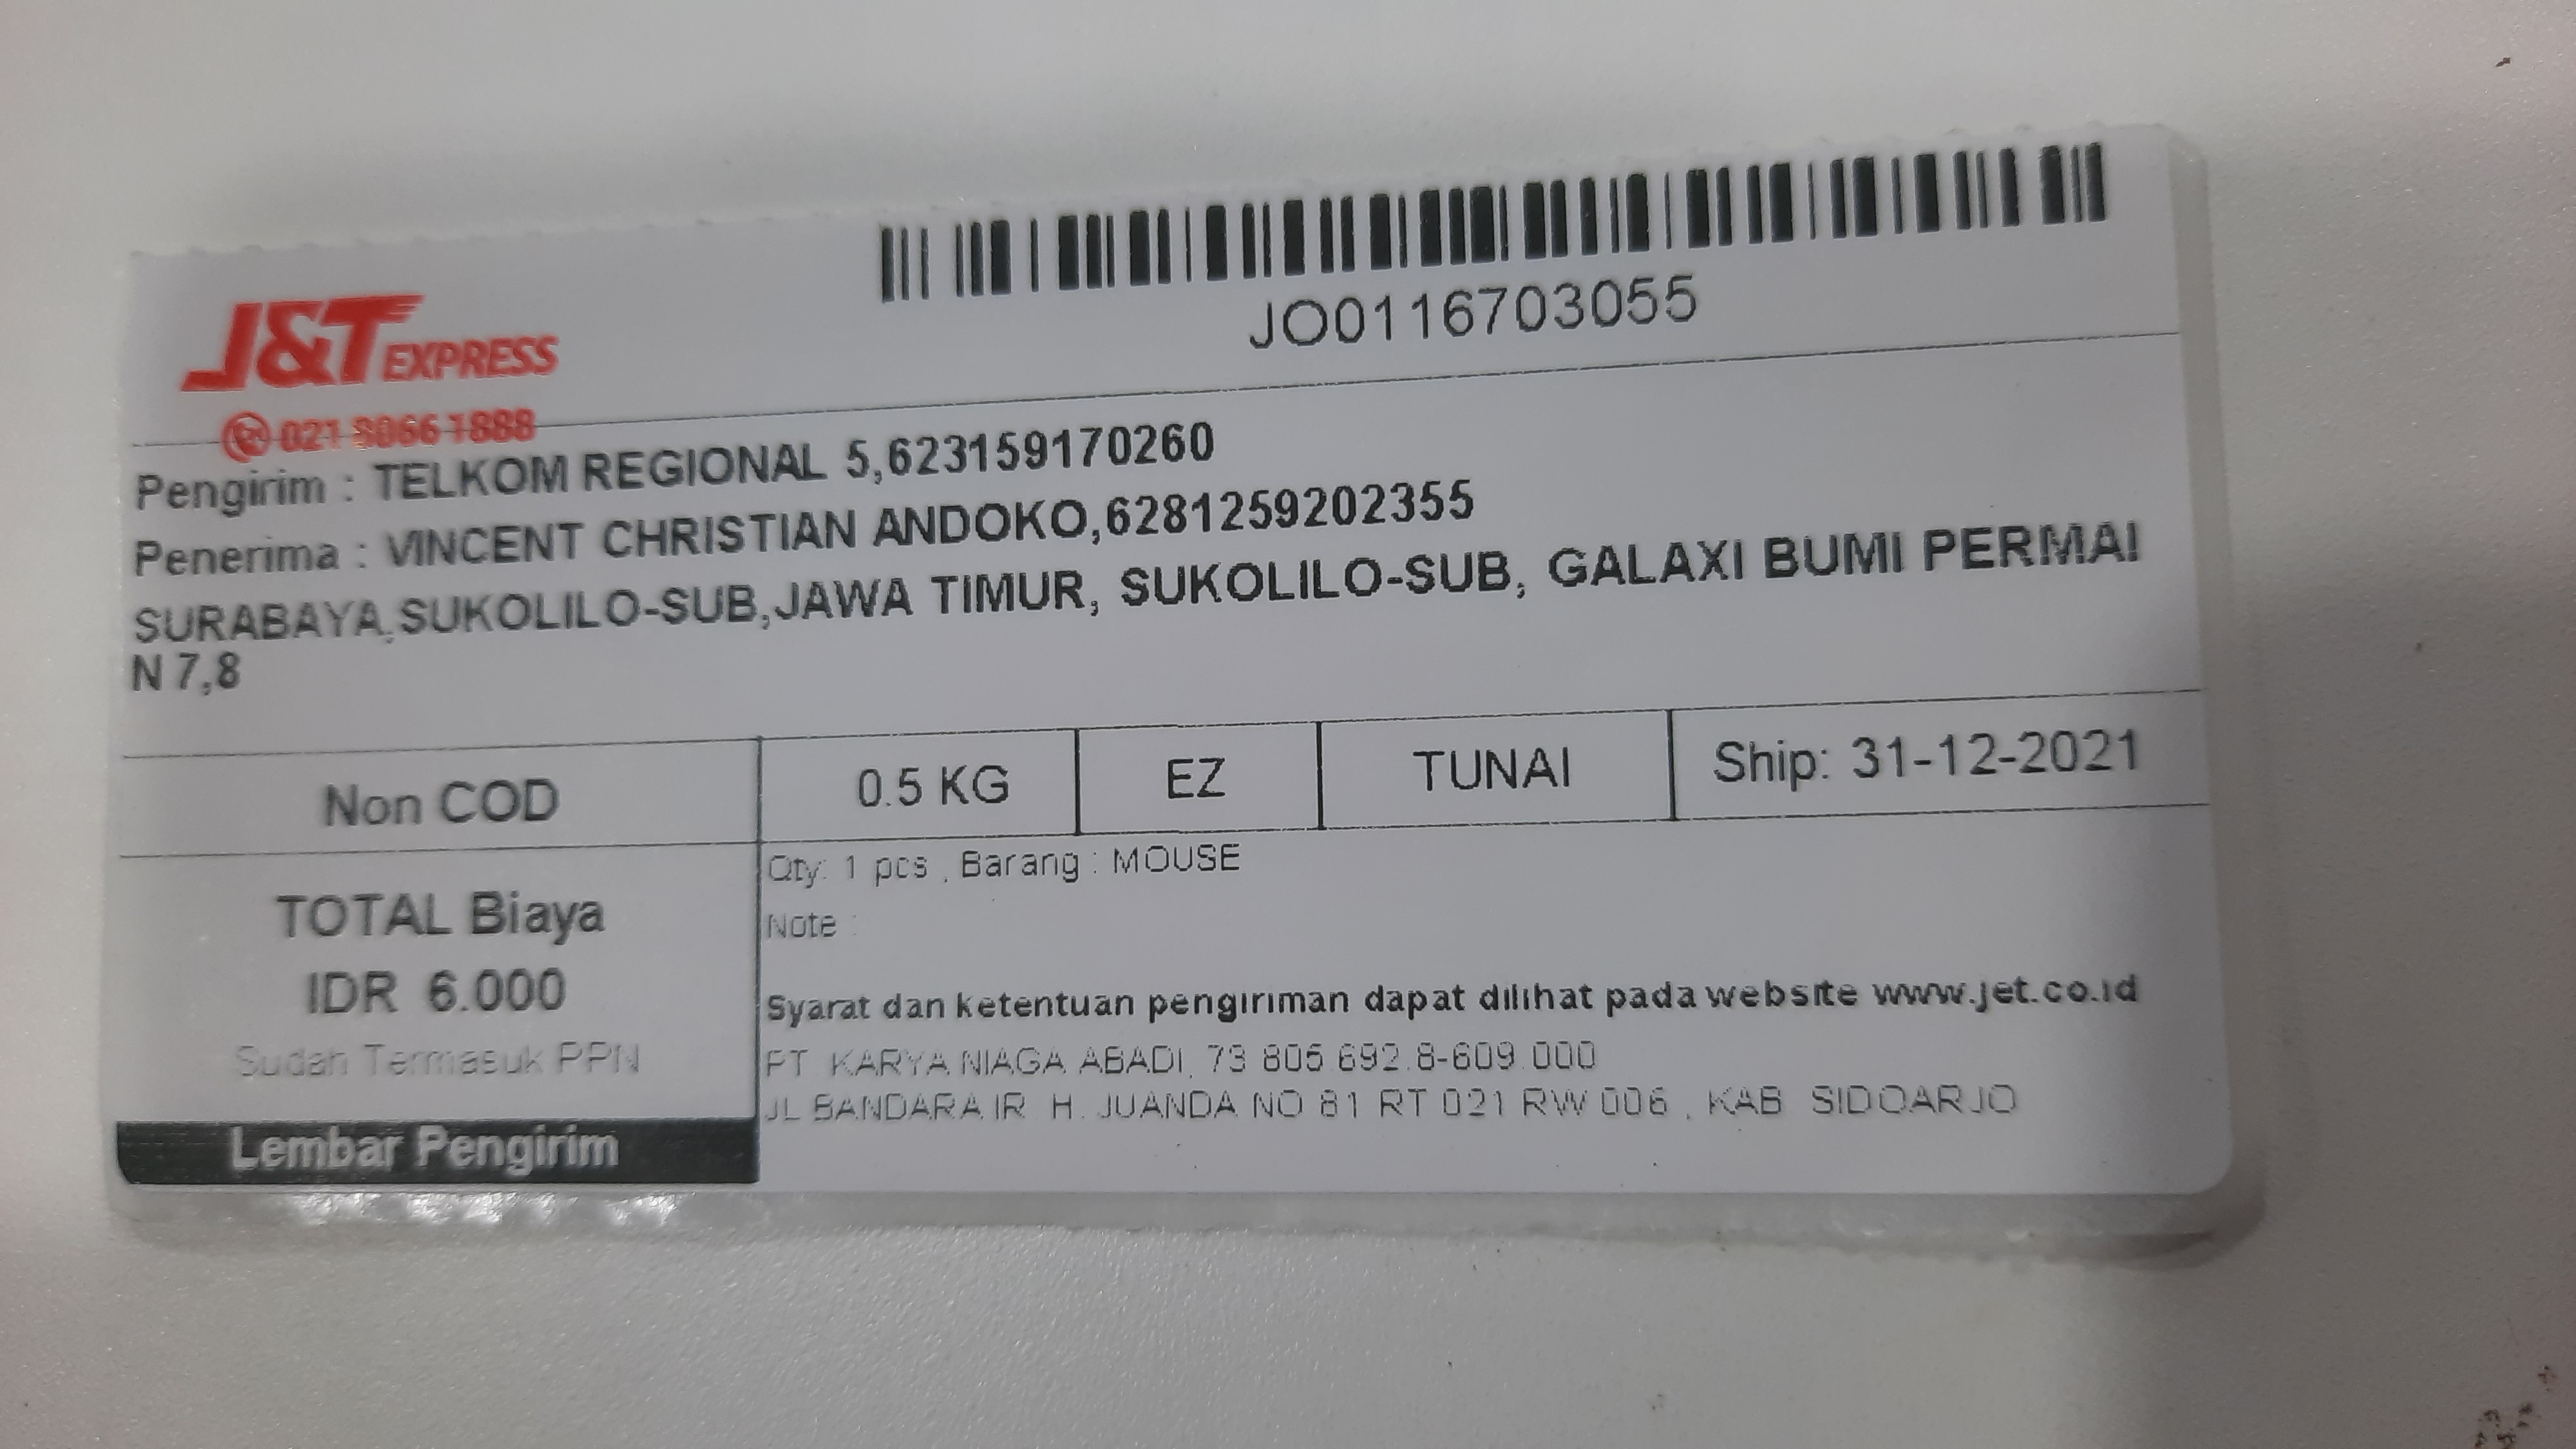 J&T EXPRESS
021-8066-1888
JO0116703055
Pengirim : TELKOM REGIONAL 5,623159170260
Penerima : VINCENT CHRISTIAN ANDOKO,6281259202355
SURABAYA,SUKOLILO-SUB,JAWA TIMUR, SUKOLILO-SUB, GALAXI BUMI PERMAI
N 7,8
Non COD 0.5 KG EZ TUNAI Ship: 31-12-2021
TOTAL Biaya
IDR 6.000
Sudah Termasuk PPN
Lembar Pengirim
Qty: 1 pcs , Barang : MOUSE
Note :
Syarat dan ketentuan pengiriman dapat dilihat pada website www.jet.co.id
PT. KARYA NIAGA ABADI, 73.806.692.8-609.000
JL BANDARA IR. H. JUANDA NO 81 RT 021 RW 006 , KAB. SIDOARJO